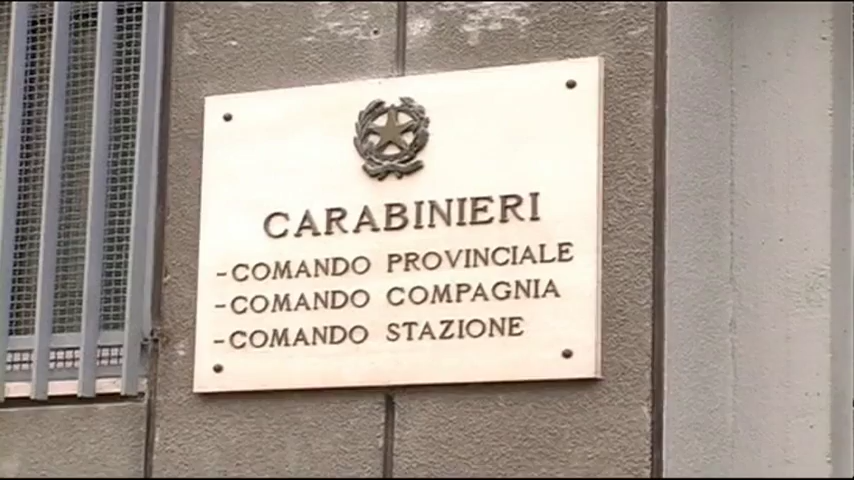 CARABINIERI
-COMANDO PROVINCIALE
-COMANDO COMPAGNIA
-COMANDO STAZIONE